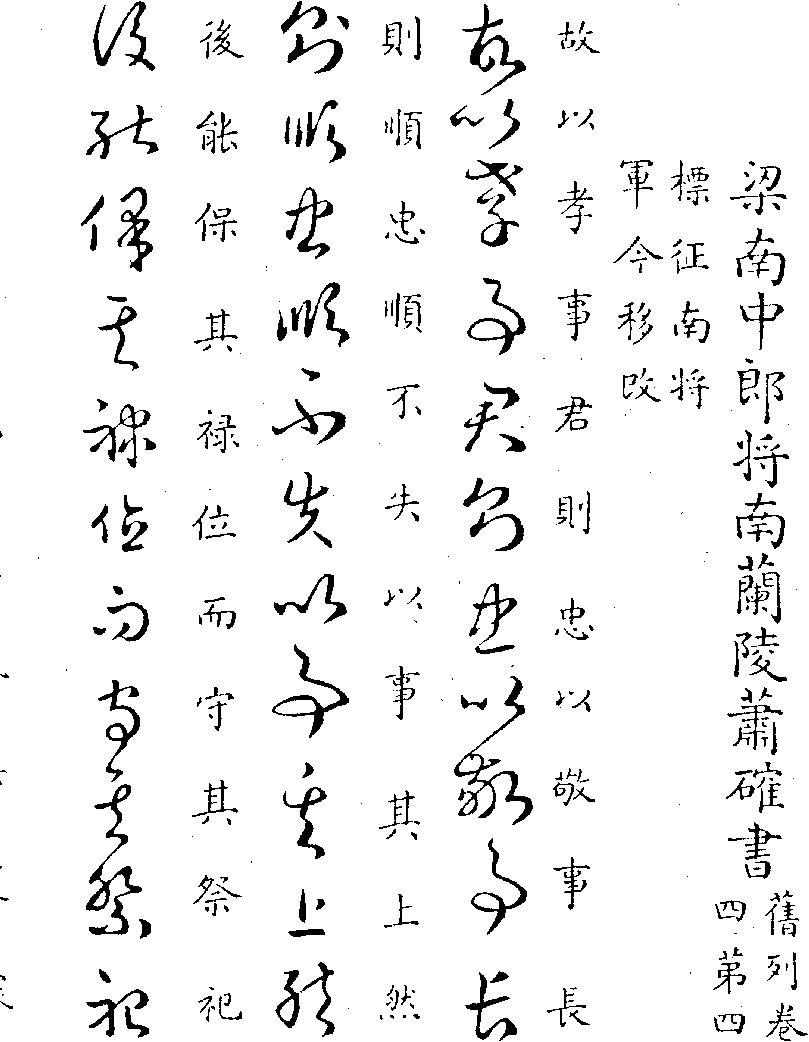 梁南中郎将南蘭陵蕭確書
舊列卷
四第四
標征南将
軍今移改
故以孝事君則忠以敬事長
故以孝事君則忠以敬事長
則順忠順不失以事其上然
則順忠順不失以事其上然
後能保其禄位而守其祭祀
後能保其禄位而守其祭祀